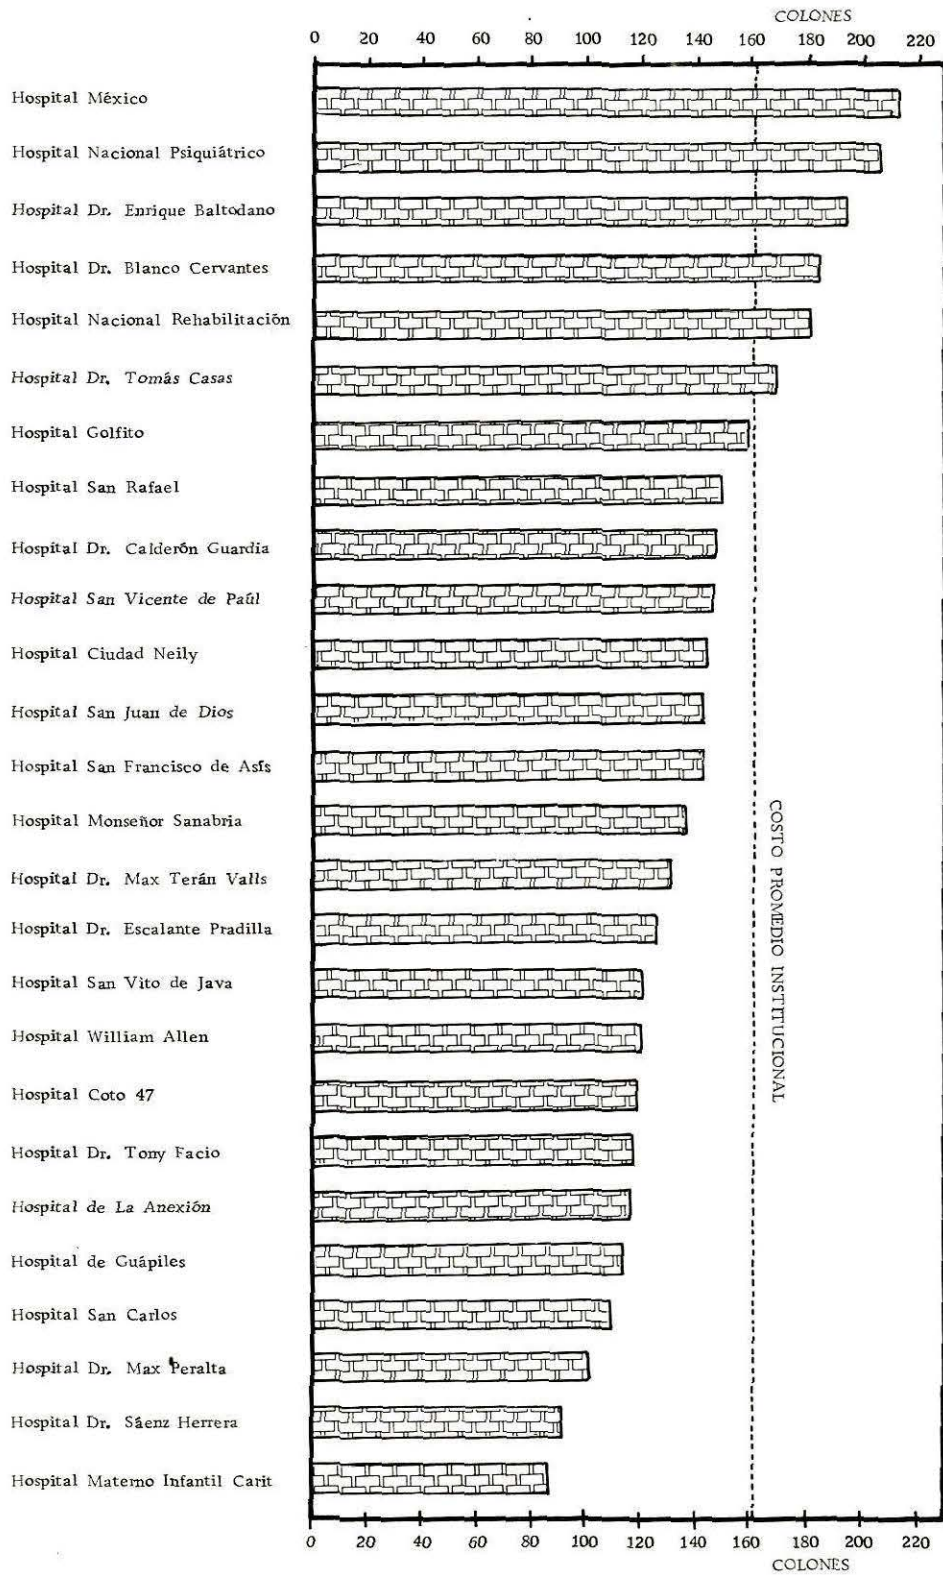 COLONES
0 20 40 60 80 100 120 140 160 180 200 220
Hospital México
Hospital Nacional Psiquiátrico
Hospital Dr. Enrique Baltodano
Hospital Dr. Blanco Cervantes
Hospital Nacional Rehabilitación
Hospital Dr. Tomás Casas
Hospital Golfito
Hospital San Rafael
Hospital Dr. Calderón Guardia
Hospital San Vicente de Paúl
Hospital Ciudad Neily
Hospital San Juan de Dios
Hospital San Francisco de Asís
Hospital Monseñor Sanabria
Hospital Dr. Max Terán Valls
Hospital Dr. Escalante Pradilla
Hospital San Vito de Java
Hospital William Allen
Hospital Coto 47
Hospital Dr. Tony Facio
Hospital de La Anexión
Hospital de Guápiles
Hospital San Carlos
Hospital Dr. Max Peralta
Hospital Dr. Sáenz Herrera
Hospital Materno Infantil Carit
COSTO PROMEDIO INSTITUCIONAL
0 20 40 60 80 100 120 140 160 180 200 220
COLONES